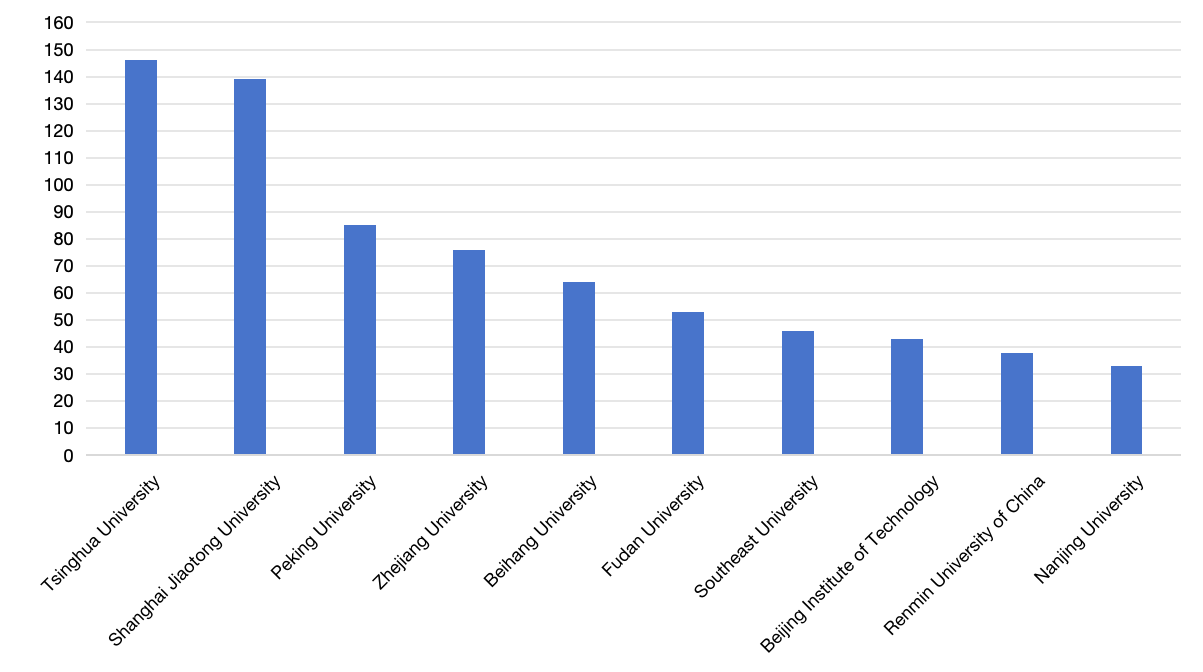 160
150
140
130
120
110
100
90
80
70
60
50
40
30
20
10
0
Tsinghua University
Shanghai Jiaotong University
Peking University
Zhejiang University
Beihang University
Fudan University
Southeast University
Beijing Institute of Technology
Renmin University of China
Nanjing University